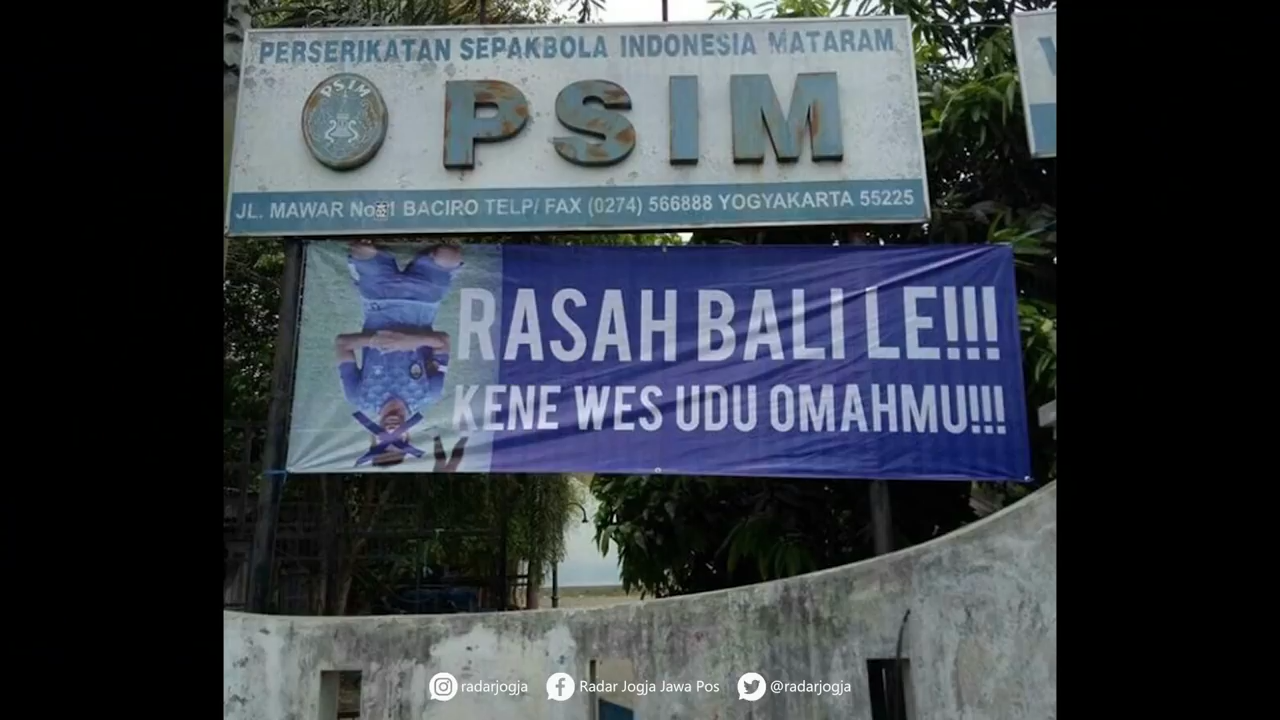 PERSERIKATAN SEPAKBOLA INDONESIA MATARAM
PSIM
PSIM
JL. MAWAR No 1 BACIRO TELP/ FAX (0274) 566888 YOGYAKARTA 55225
RASAH BALI LE!!!
KENE WES UDU OMAHMU!!!
radarjogja Radar Jogja Jawa Pos @radarjogja